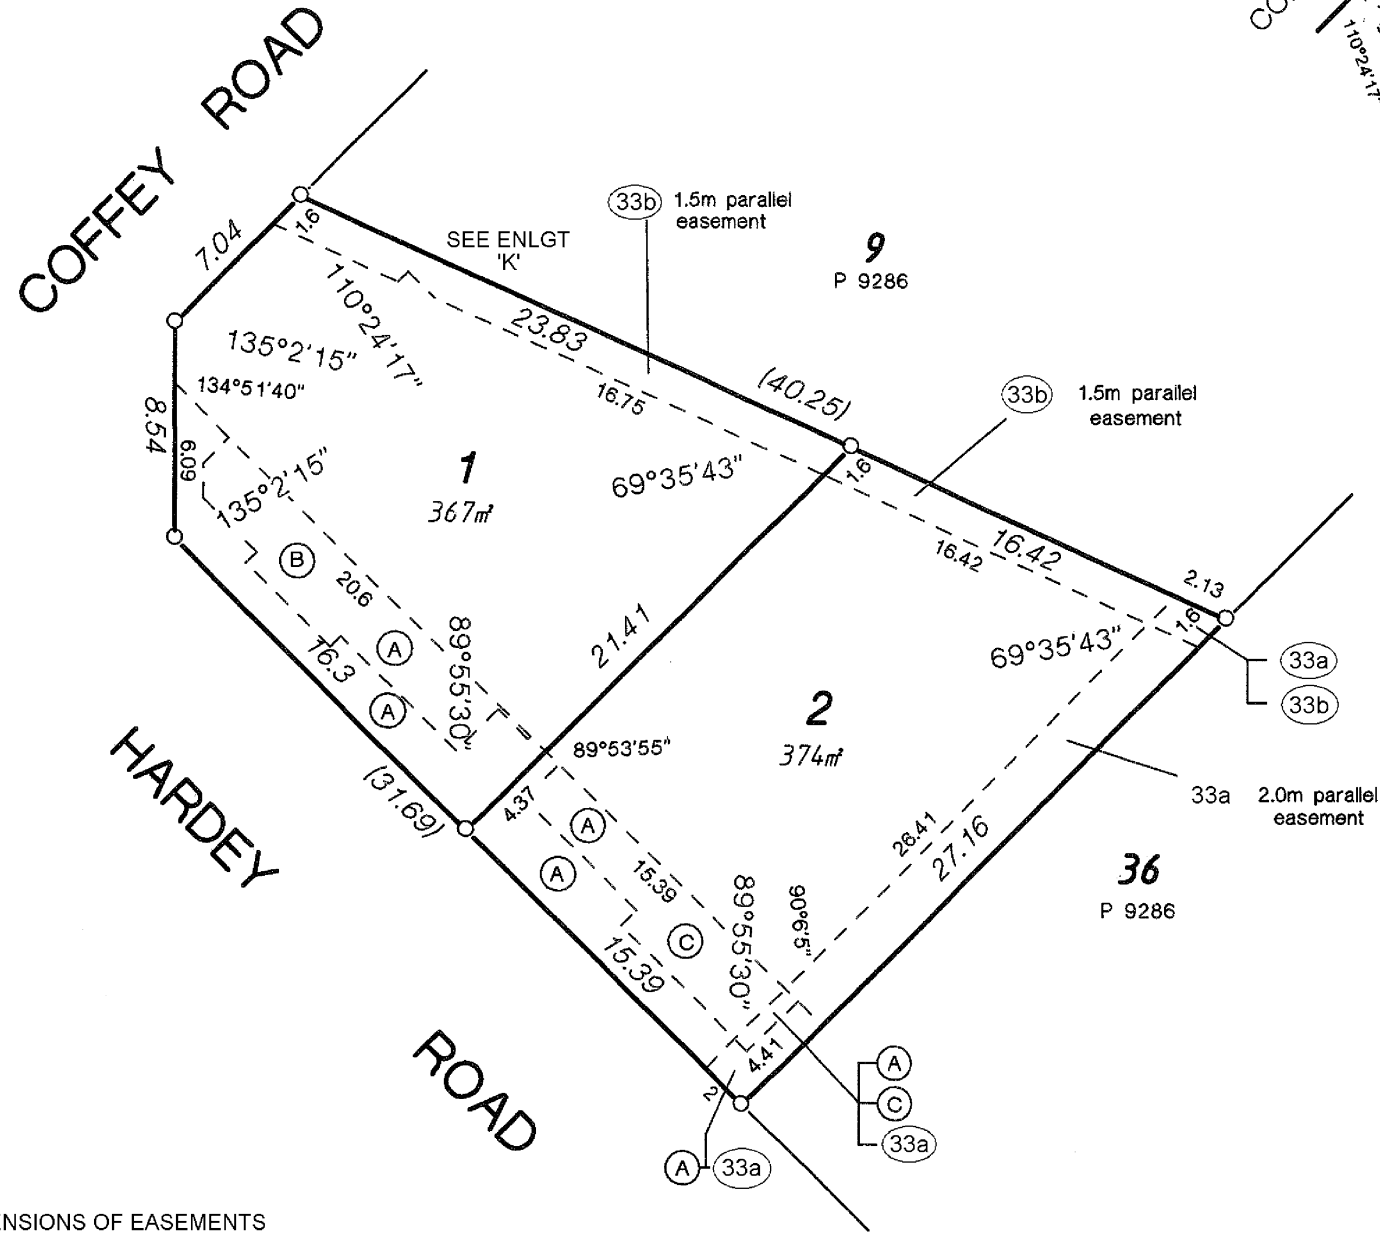 COFFEY ROAD
110°24'17"
7.04
1.6
SEE ENLGT
'K'
33b 1.5m parallel
easement
9
P 9286
110°24'17"
23.83
135°2'15"
16.75
(40.25)
134°51'40"
33b 1.5m parallel
easement
8.54
6.09
135°2'15"
1
367m²
69°35'43"
1.6
16.42
16.42
2.13
1.6
B
20.6
A
16.3
A
89°55'30"
21.41
69°35'43"
33a
33b
2
374m²
89°53'55"
33a 2.0m parallel
easement
HARDEY
(31.69)
4.37
A
A
15.39
26.41
27.16
36
P 9286
89°55'30"
90°6'5"
C
15.39
ROAD
4.41
2
A
C
33a
A 33a
ENSIONS OF EASEMENTS